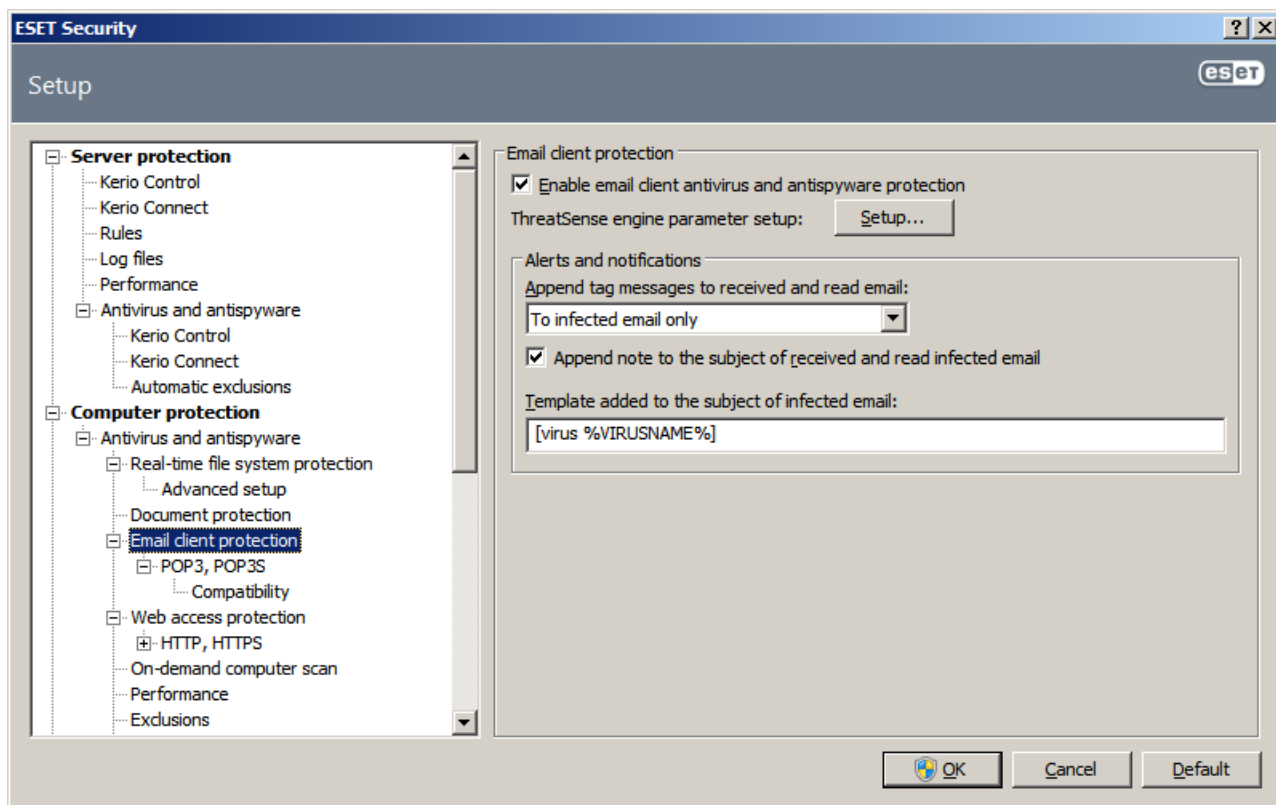 ESET Security
Setup
eset
Server protection
Kerio Control
Kerio Connect
Rules
Log files
Performance
Antivirus and antispyware
Kerio Control
Kerio Connect
Automatic exclusions
Computer protection
Antivirus and antispyware
Real-time file system protection
Advanced setup
Document protection
Email client protection
POP3, POP3S
Compatibility
Web access protection
HTTP, HTTPS
On-demand computer scan
Performance
Exclusions
Email client protection
Enable email client antivirus and antispyware protection
ThreatSense engine parameter setup: Setup...
Alerts and notifications
Append tag messages to received and read email:
To infected email only
Append note to the subject of received and read infected email
Template added to the subject of infected email:
[virus %VIRUSNAME%]
OK Cancel Default